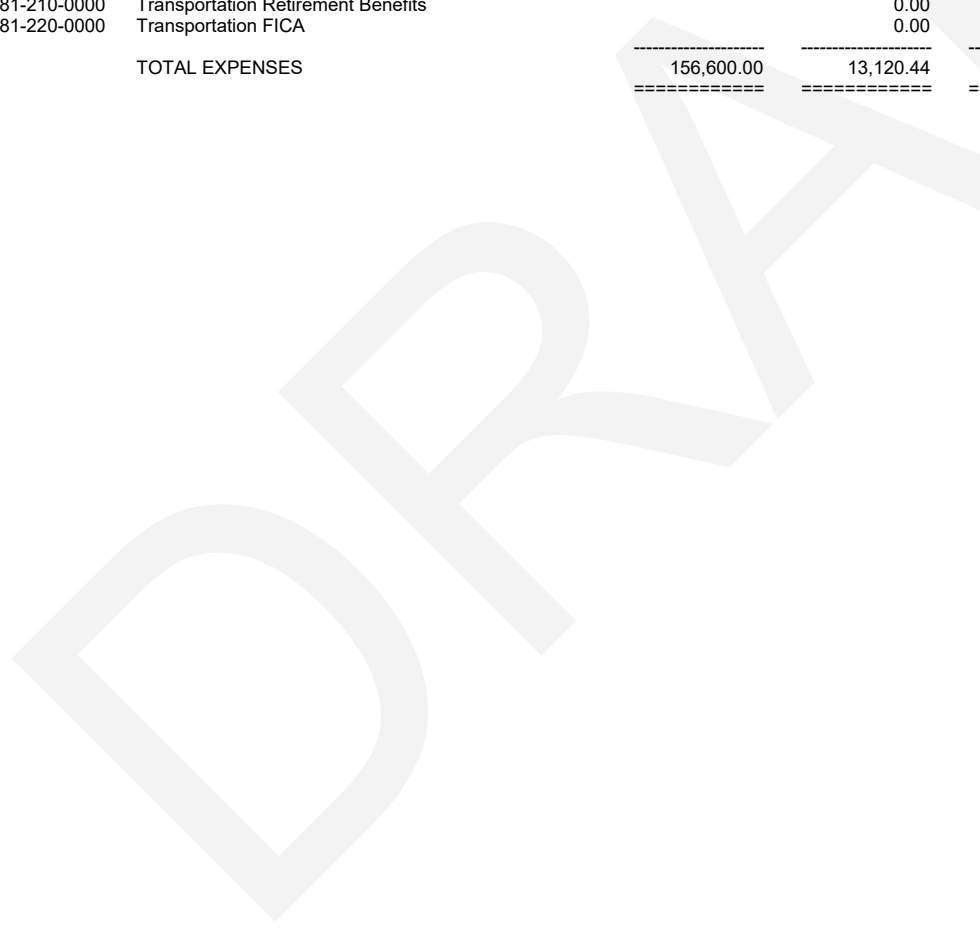 81-210-0000 Transportation Retirement Benefits 0.00
81-220-0000 Transportation FICA 0.00
--------------------- --------------------- --
TOTAL EXPENSES 156,600.00 13,120.44
============ ============ =
DRA